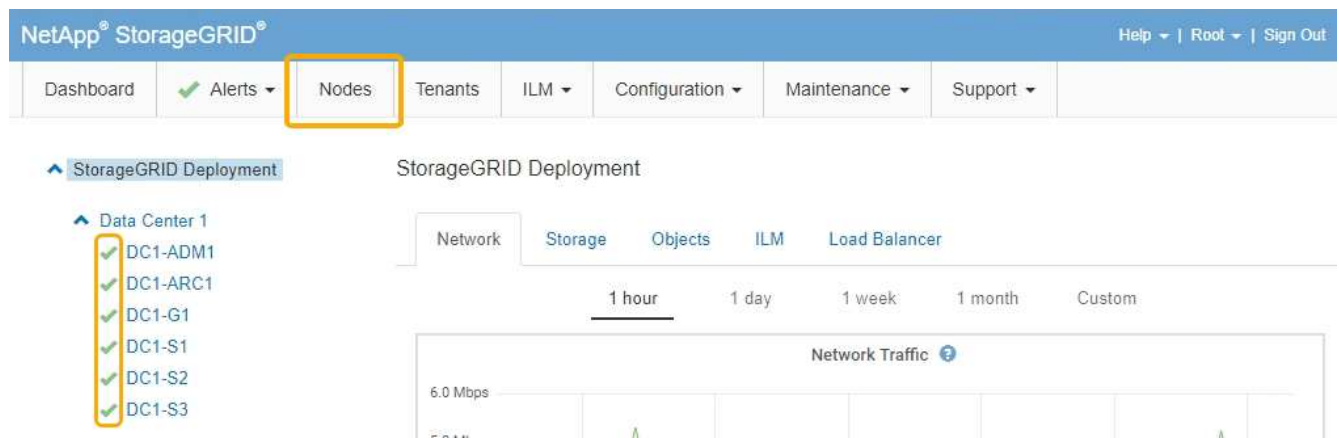 NetApp® StorageGRID®
Help | Root | Sign Out
Dashboard Alerts Nodes Tenants ILM Configuration Maintenance Support
StorageGRID Deployment
Data Center 1
DC1-ADM1
DC1-ARC1
DC1-G1
DC1-S1
DC1-S2
DC1-S3
StorageGRID Deployment
Network Storage Objects ILM Load Balancer
1 hour 1 day 1 week 1 month Custom
Network Traffic ?
6.0 Mbps